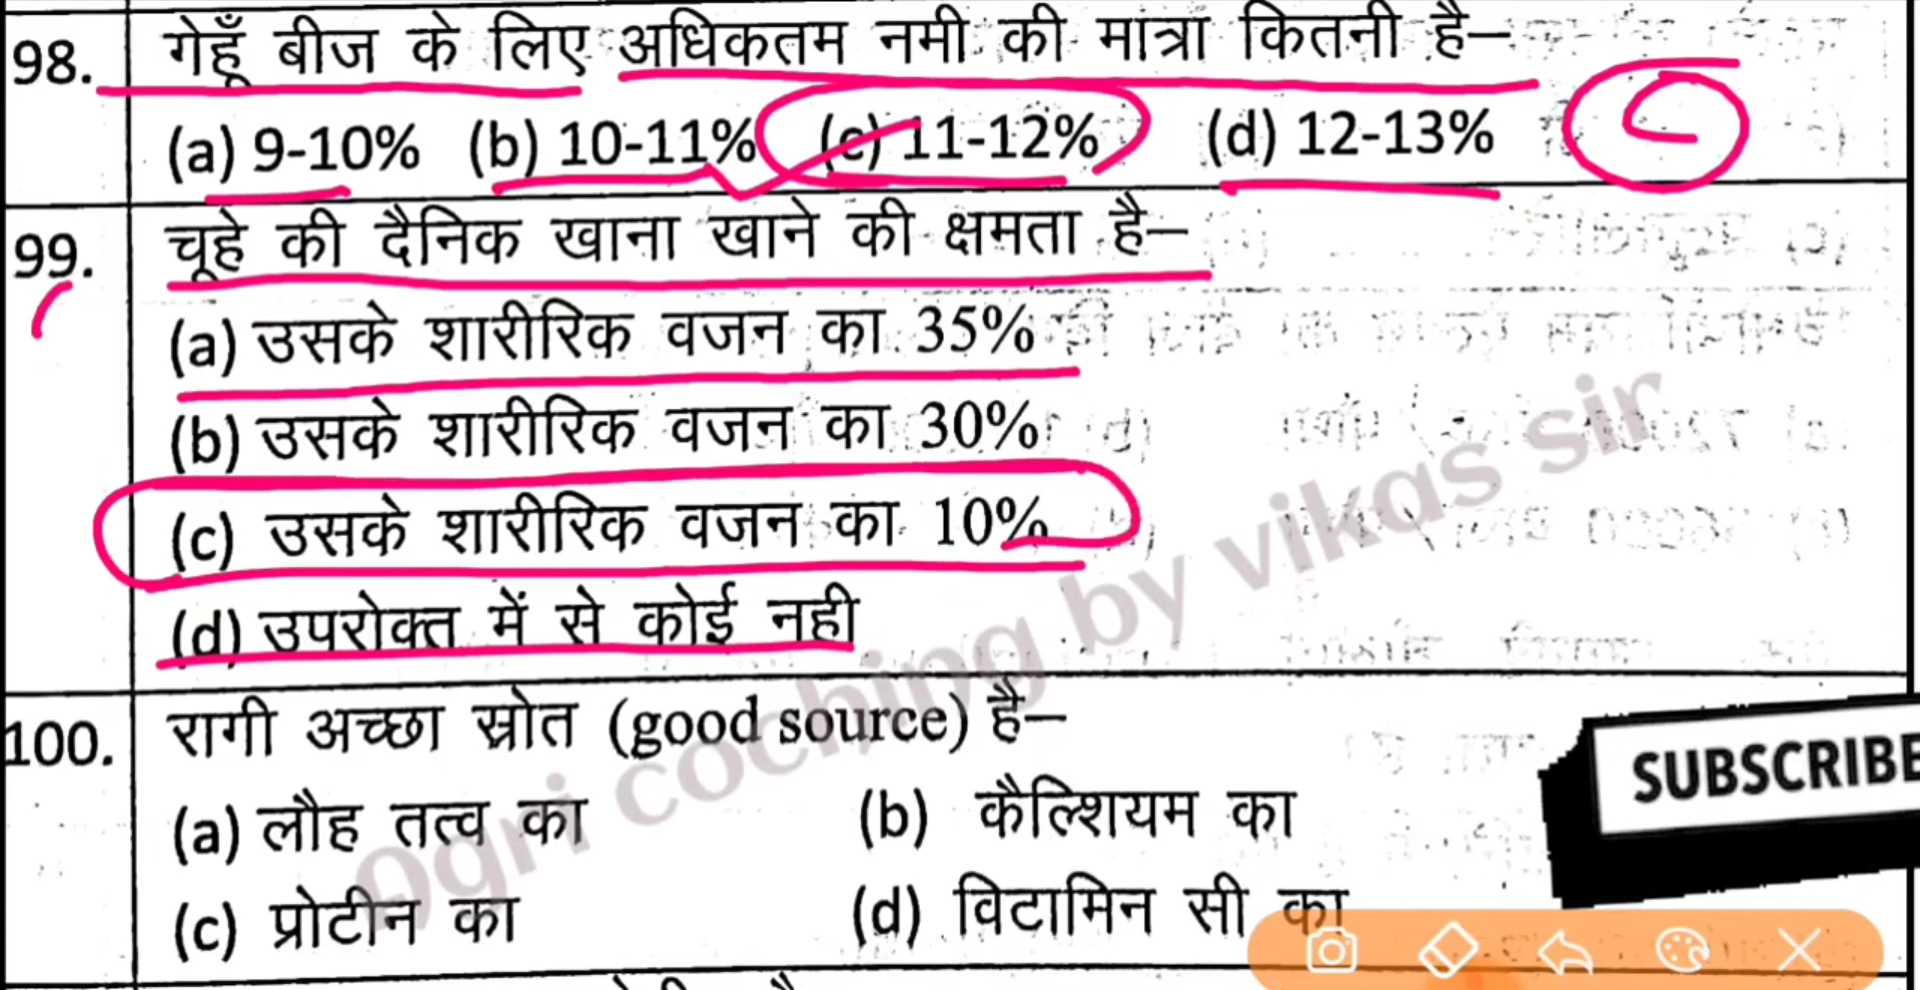 98. गेहूँ बीज के लिए अधिकतम नमी की मात्रा कितनी है—
(a) 9-10% (b) 10-11% (c) 11-12% (d) 12-13%
99. चूहे की दैनिक खाना खाने की क्षमता है—
(a) उसके शारीरिक वजन का 35%
(b) उसके शारीरिक वजन का 30%
(c) उसके शारीरिक वजन का 10%
(d) उपरोक्त में से कोई नही
100. रागी अच्छा स्रोत (good source) है—
(a) लौह तत्व का (b) कैल्शियम का
(c) प्रोटीन का (d) विटामिन सी का
Agri coching by vikas sir
SUBSCRIBE